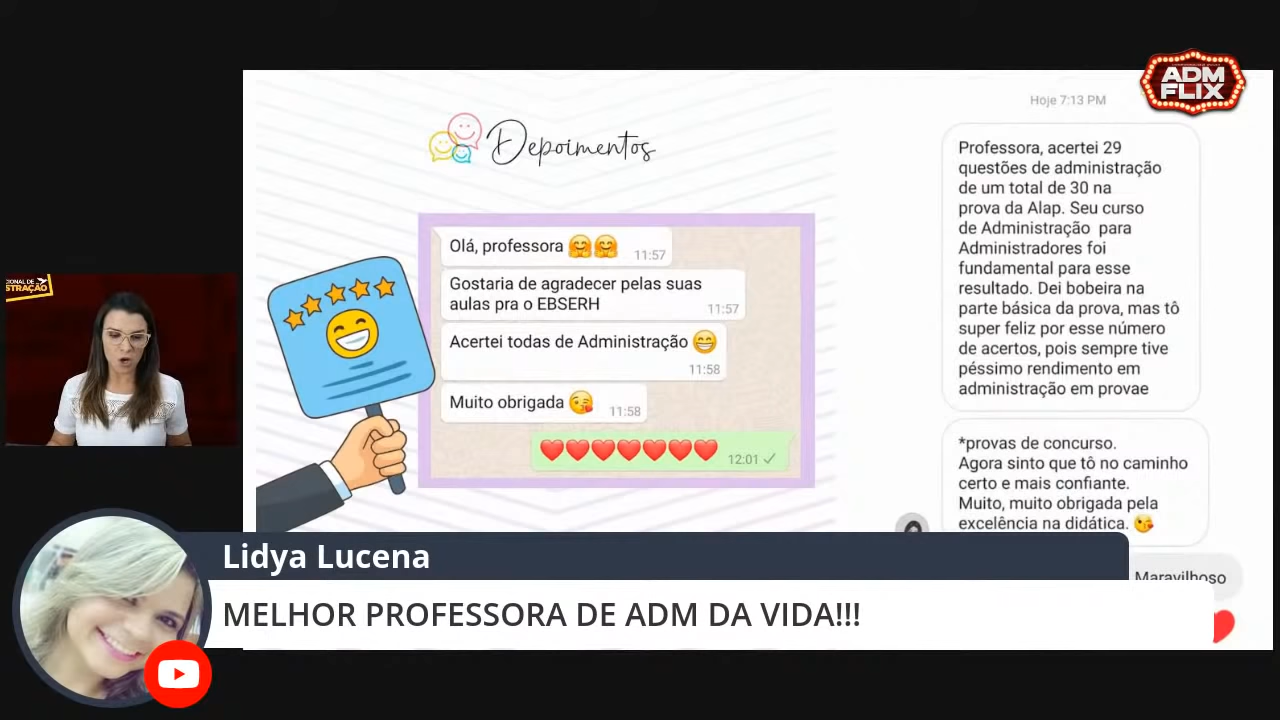 ADM
FLIX
Hoje 7:13 PM
Depoimentos
Olá, professora 🤗🤗 11:57
Gostaria de agradecer pelas suas
aulas pra o EBSERH 11:57
Acertei todas de Administração 😁
11:58
Muito obrigada 😘 11:58
❤️❤️❤️❤️❤️❤️❤️ 12:01
Professora, acertei 29
questões de administração
de um total de 30 na
prova da Alap. Seu curso
de Administração para
Administradores foi
fundamental para esse
resultado. Dei bobeira na
parte básica da prova, mas tô
super feliz por esse número
de acertos, pois sempre tive
péssimo rendimento em
administração em provae
*provas de concurso.
Agora sinto que tô no caminho
certo e mais confiante.
Muito, muito obrigada pela
excelência na didática. 😘
Maravilhoso
CIONAL DE
STRAÇÃO
Lidya Lucena
MELHOR PROFESSORA DE ADM DA VIDA!!!